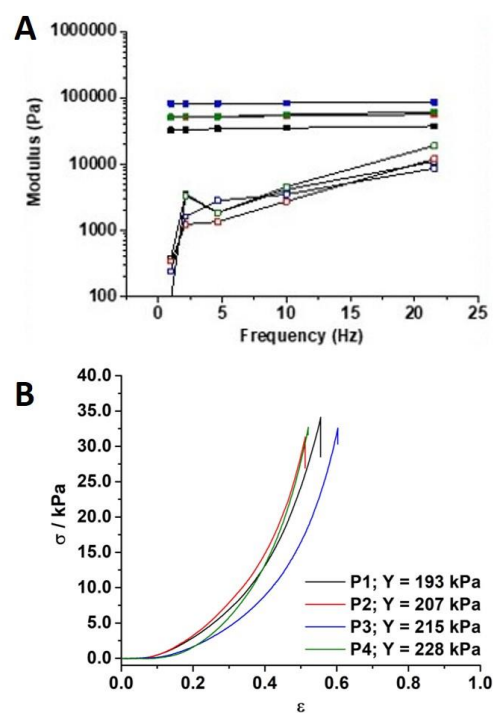 A
1000000
100000
10000
1000
100
Modulus (Pa)
0 5 10 15 20 25
Frequency (Hz)
B
40.0
35.0
30.0
25.0
20.0
15.0
10.0
5.0
0.0
σ / kPa
P1; Y = 193 kPa
P2; Y = 207 kPa
P3; Y = 215 kPa
P4; Y = 228 kPa
0.0 0.2 0.4 0.6 0.8 1.0
ε